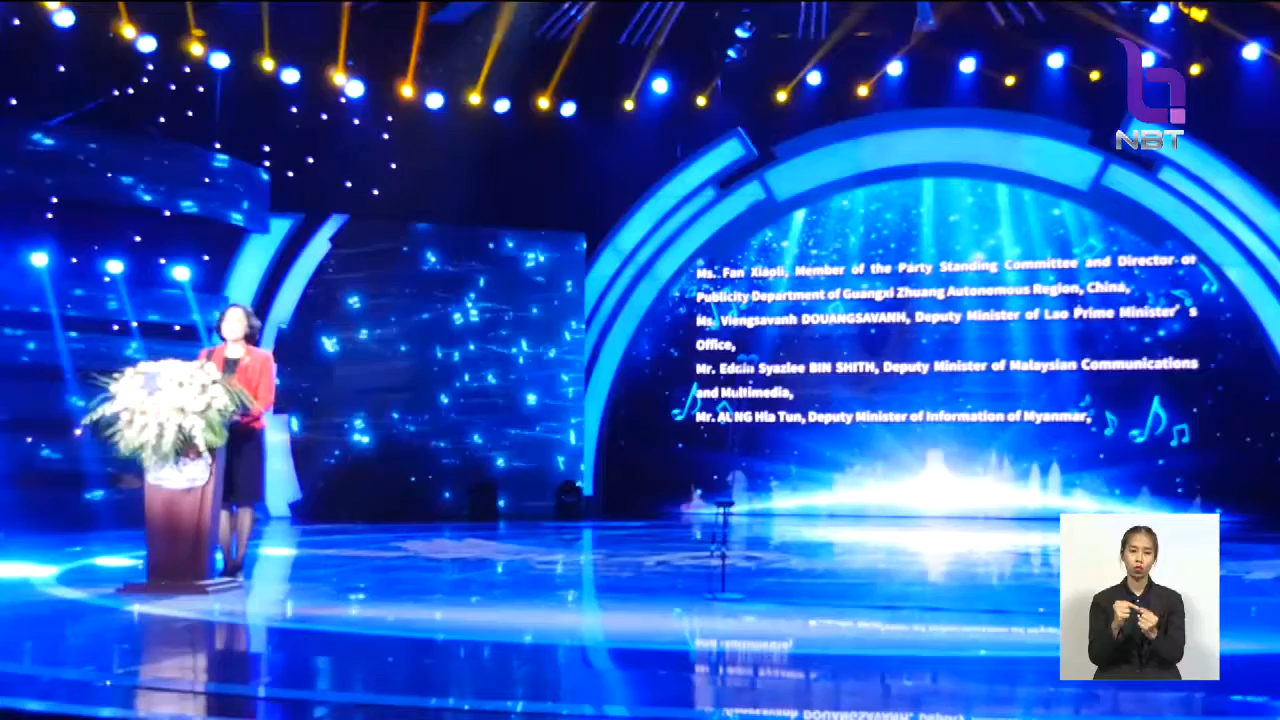 NBT
Ms. Fan Xiaoli, Member of the Party Standing Committee and Director of
Publicity Department of Guangxi Zhuang Autonomous Region, China,
Ms. Viengsavanh DOUANGSAVANH, Deputy Minister of Lao Prime Minister's
Office,
Mr. Syazlee BIN SHITH, Deputy Minister of Malaysian Communications
and Multimedia,
Mr. AUNG Hla Tun, Deputy Minister of Information of Myanmar,